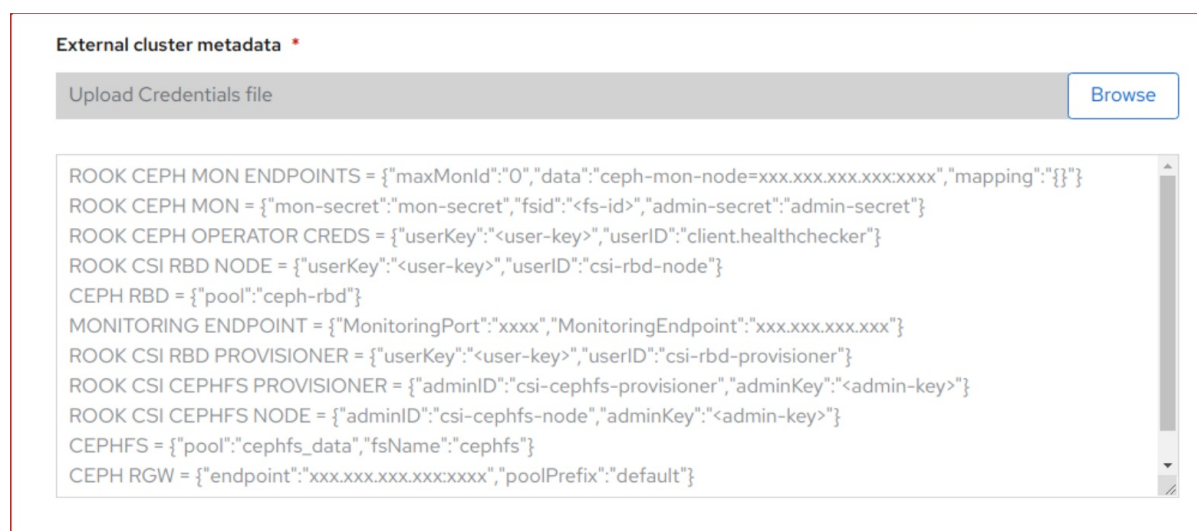 External cluster metadata *
Upload Credentials file
Browse
ROOK CEPH MON ENDPOINTS = {"maxMonId":"0","data":"ceph-mon-node=xxx.xxx.xxx.xxx:xxxx","mapping":"{}"}
ROOK CEPH MON = {"mon-secret":"mon-secret","fsid":"<fs-id>","admin-secret":"admin-secret"}
ROOK CEPH OPERATOR CREDS = {"userKey":"<user-key>","userID":"client.healthchecker"}
ROOK CSI RBD NODE = {"userKey":"<user-key>","userID":"csi-rbd-node"}
CEPH RBD = {"pool":"ceph-rbd"}
MONITORING ENDPOINT = {"MonitoringPort":"xxxx","MonitoringEndpoint":"xxx.xxx.xxx.xxx"}
ROOK CSI RBD PROVISIONER = {"userKey":"<user-key>","userID":"csi-rbd-provisioner"}
ROOK CSI CEPHFS PROVISIONER = {"adminID":"csi-cephfs-provisioner","adminKey":"<admin-key>"}
ROOK CSI CEPHFS NODE = {"adminID":"csi-cephfs-node","adminKey":"<admin-key>"}
CEPHFS = {"pool":"cephfs_data","fsName":"cephfs"}
CEPH RGW = {"endpoint":"xxx.xxx.xxx.xxx:xxxx","poolPrefix":"default"}